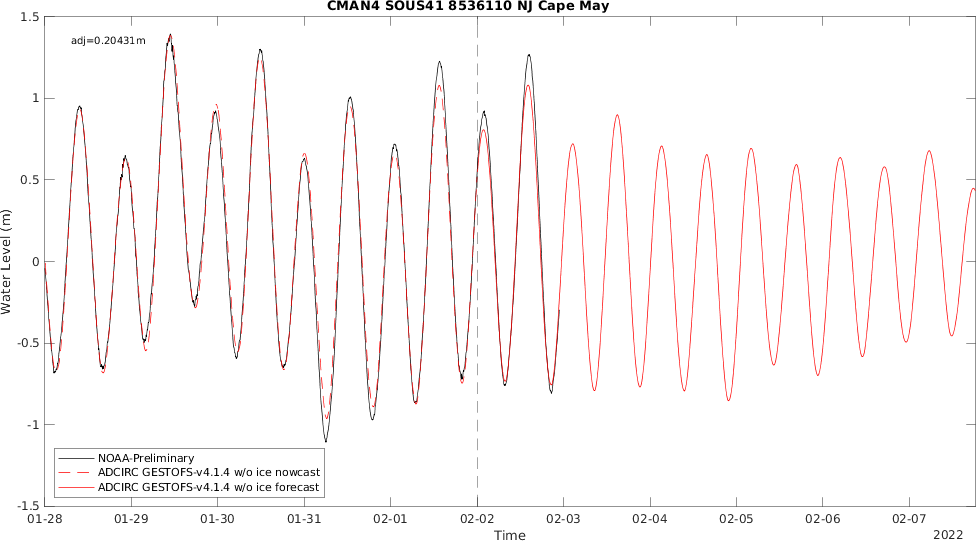 CMAN4 SOUS41 8536110 NJ Cape May
1.5
adj=0.20431m
1
0.5
0
-0.5
-1
-1.5
Water Level (m)
NOAA-Preliminary
ADCIRC GESTOFS-v4.1.4 w/o ice nowcast
ADCIRC GESTOFS-v4.1.4 w/o ice forecast
01-28 01-29 01-30 01-31 02-01 02-02 02-03 02-04 02-05 02-06 02-07
Time
2022